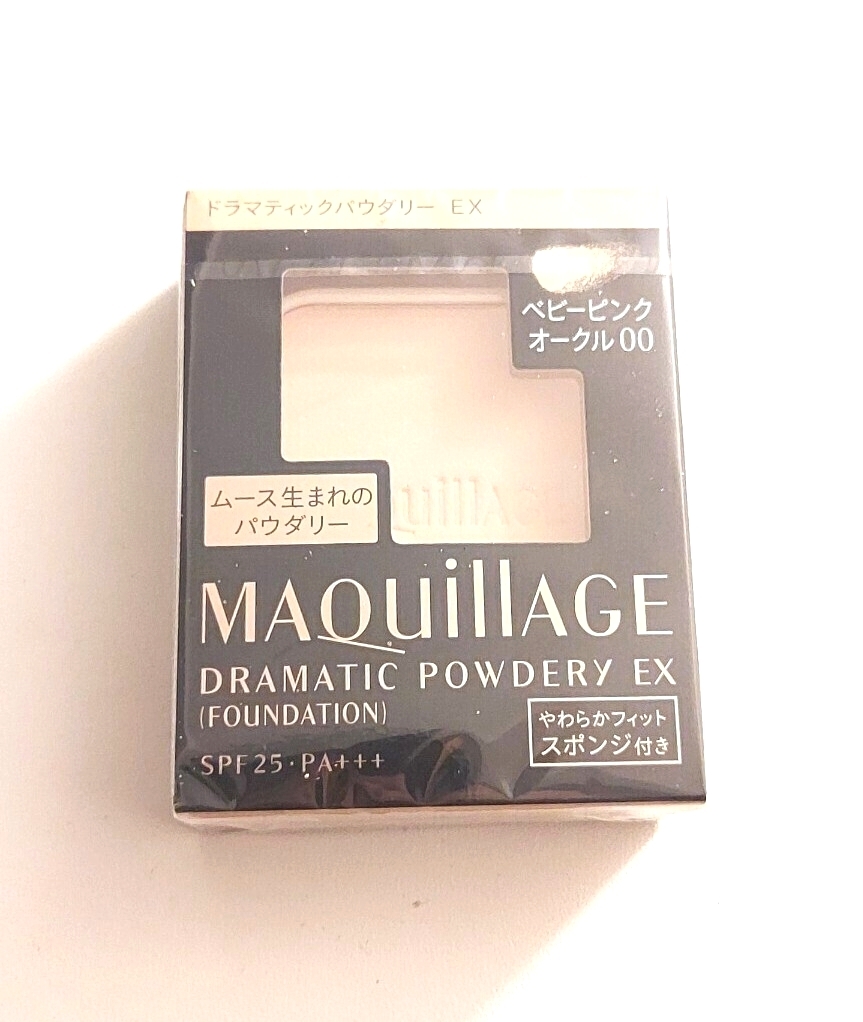 ドラマティックパウダリー EX
ベビーピンク
オークル 00
ムース生まれの
パウダリー
quillAGE
MAQuillAGE
DRAMATIC POWDERY EX
(FOUNDATION)
やわらかフィット
スポンジ付き
SPF25・PA+++